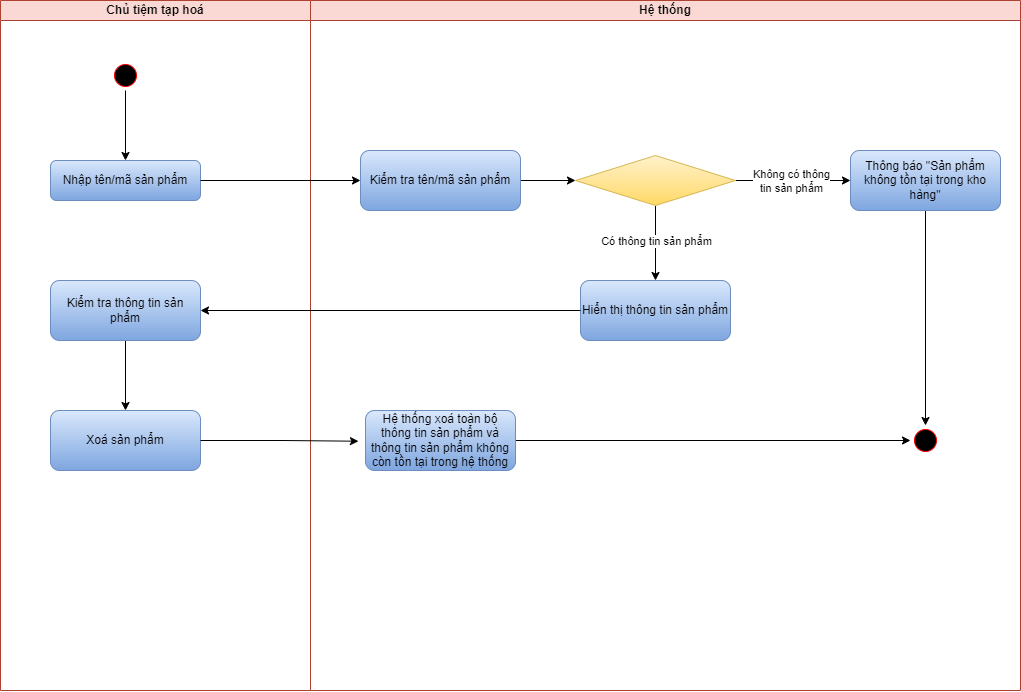 Chủ tiệm tạp hoá
Hệ thống
Nhập tên/mã sản phẩm
Kiểm tra tên/mã sản phẩm
Không có thông
tin sản phẩm
Thông báo "Sản phẩm
không tồn tại trong kho
hàng"
Có thông tin sản phẩm
Kiểm tra thông tin sản
phẩm
Hiển thị thông tin sản phẩm
Xoá sản phẩm
Hệ thống xoá toàn bộ
thông tin sản phẩm và
thông tin sản phẩm không
còn tồn tại trong hệ thống